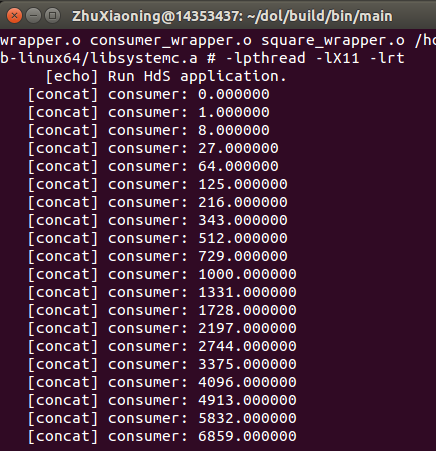 ZhuXiaoning@14353437: ~/dol/build/bin/main
wrapper.o consumer_wrapper.o square_wrapper.o /ho
b-linux64/libsystemc.a # -lpthread -lX11 -lrt
[echo] Run HdS application.
[concat] consumer: 0.000000
[concat] consumer: 1.000000
[concat] consumer: 8.000000
[concat] consumer: 27.000000
[concat] consumer: 64.000000
[concat] consumer: 125.000000
[concat] consumer: 216.000000
[concat] consumer: 343.000000
[concat] consumer: 512.000000
[concat] consumer: 729.000000
[concat] consumer: 1000.000000
[concat] consumer: 1331.000000
[concat] consumer: 1728.000000
[concat] consumer: 2197.000000
[concat] consumer: 2744.000000
[concat] consumer: 3375.000000
[concat] consumer: 4096.000000
[concat] consumer: 4913.000000
[concat] consumer: 5832.000000
[concat] consumer: 6859.000000